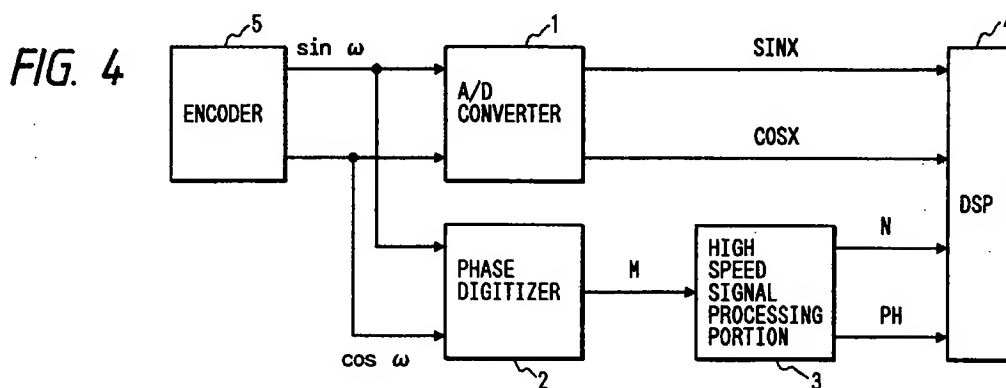 FIG. 4
5
sin ω
1
SINX
4
ENCODER
A/D
CONVERTER
COSX
DSP
PHASE
DIGITIZER
M
HIGH
SPEED
SIGNAL
PROCESSING
PORTION
N
PH
cos ω
2
3